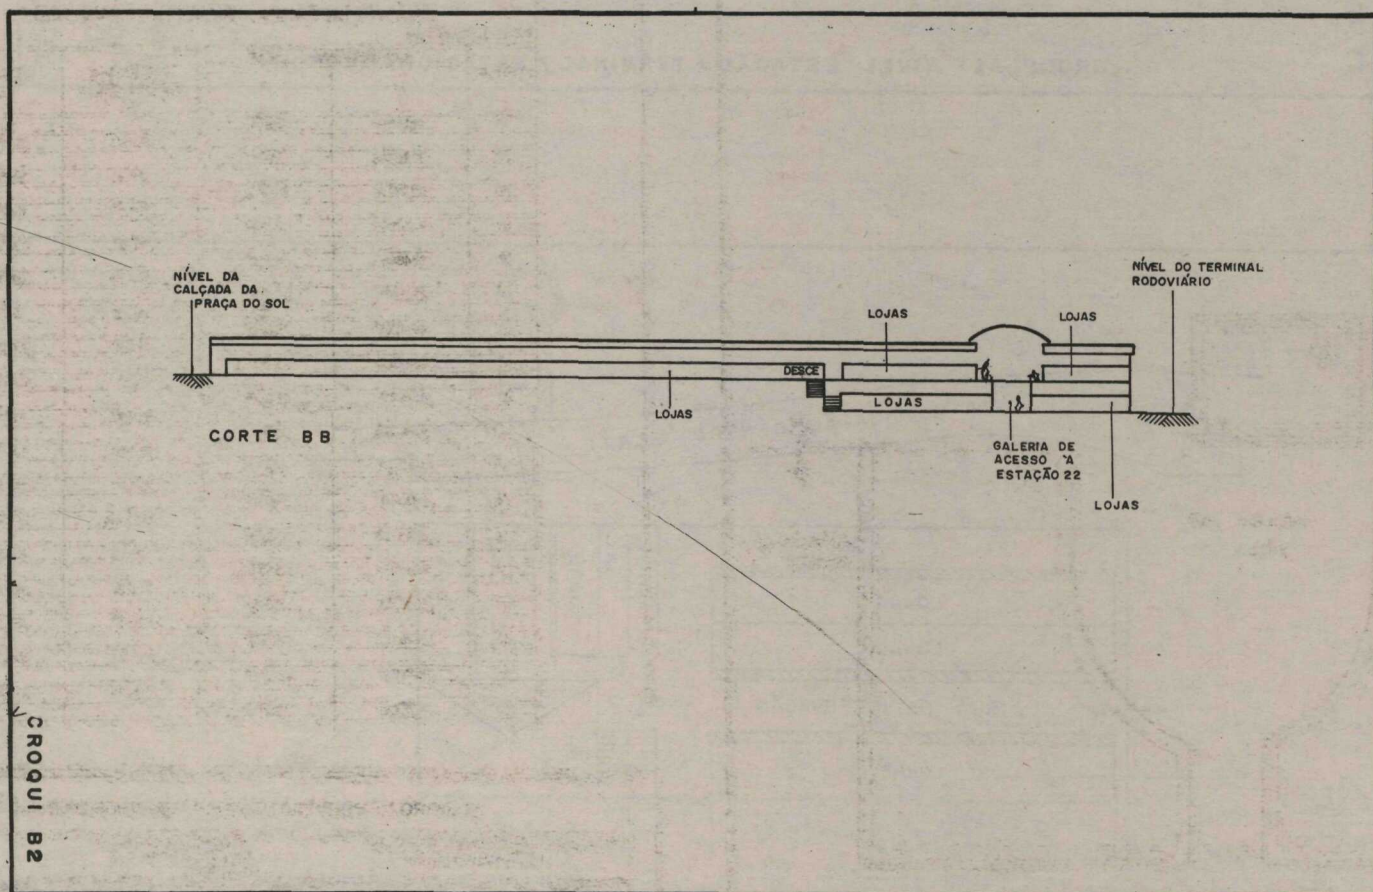 NÍVEL DA
CALÇADA DA
PRAÇA DO SOL
NÍVEL DO TERMINAL
RODOVIÁRIO
LOJAS
LOJAS
DESCE
LOJAS
LOJAS
CORTE BB
GALERIA DE
ACESSO À
ESTAÇÃO 22
LOJAS
CROQUI B2